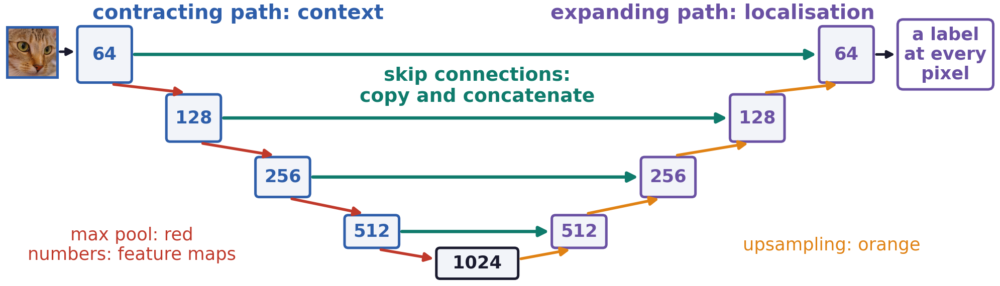 contracting path: context
expanding path: localisation
64
64
a label
at every
pixel
skip connections:
copy and concatenate
128
128
256
256
512
512
max pool: red
numbers: feature maps
upsampling: orange
1024